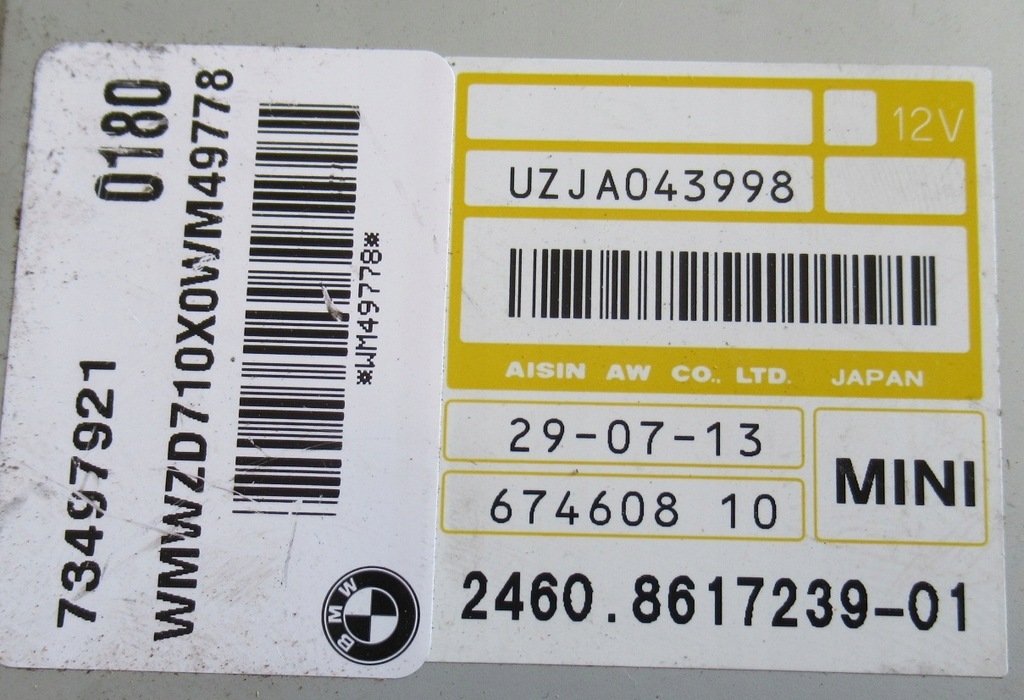 73497921 0180
WMWZD710X0WM49778
*WM49778*
BMW
12V
UZJA043998
AISIN AW CO., LTD. JAPAN
29-07-13
674608 10
MINI
2460.8617239-01